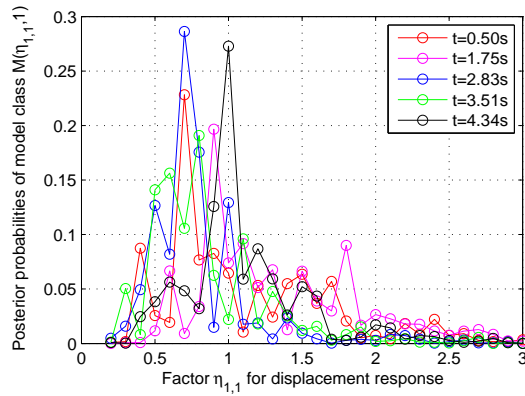 Posterior probabilities of model class M(η1,1,1)
0.3
0.25
0.2
0.15
0.1
0.05
0
0 0.5 1 1.5 2 2.5 3
Factor η1,1 for displacement response
t=0.50s
t=1.75s
t=2.83s
t=3.51s
t=4.34s